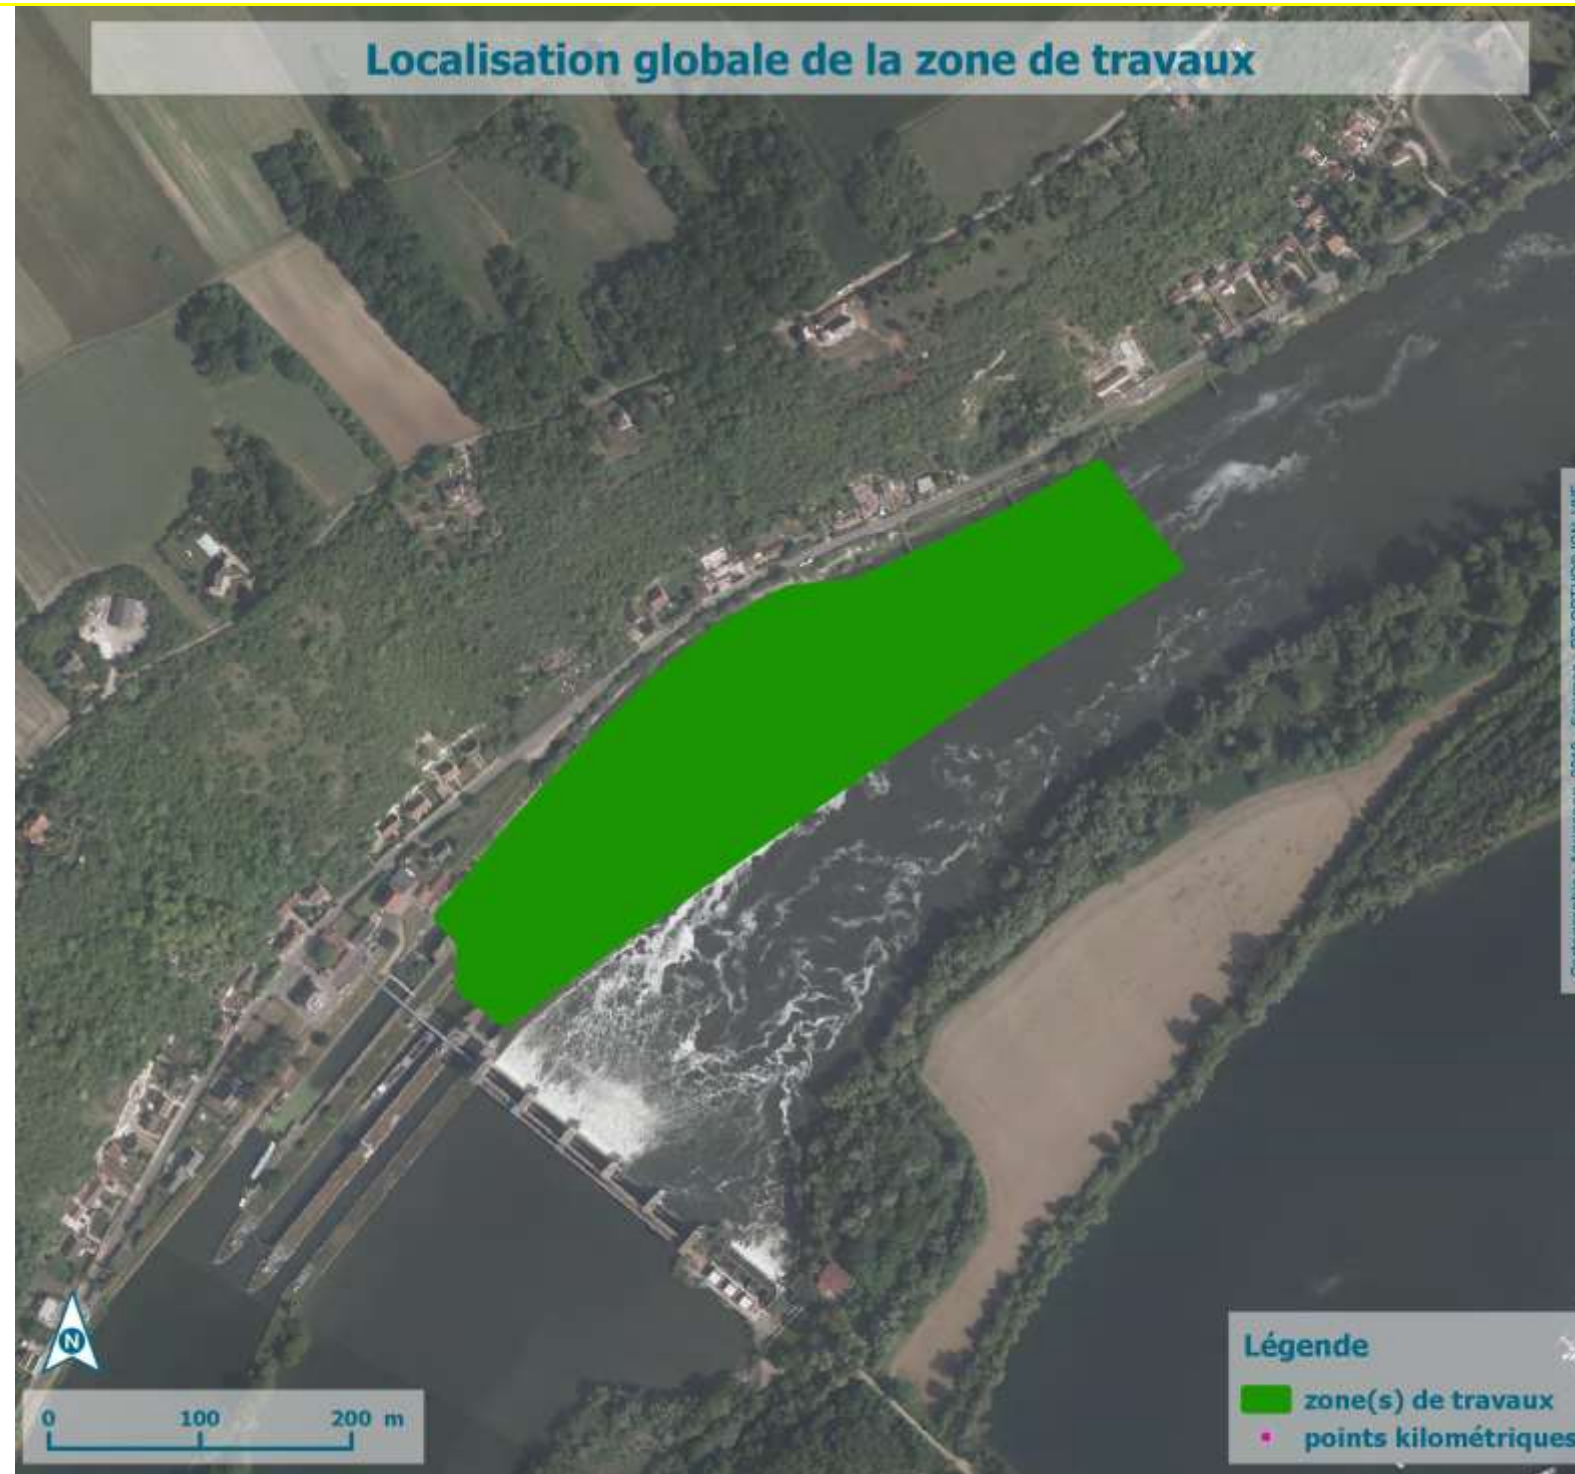 Localisation globale de la zone de travaux
N
0 100 200 m
Légende
zone(s) de travaux
points kilométriques